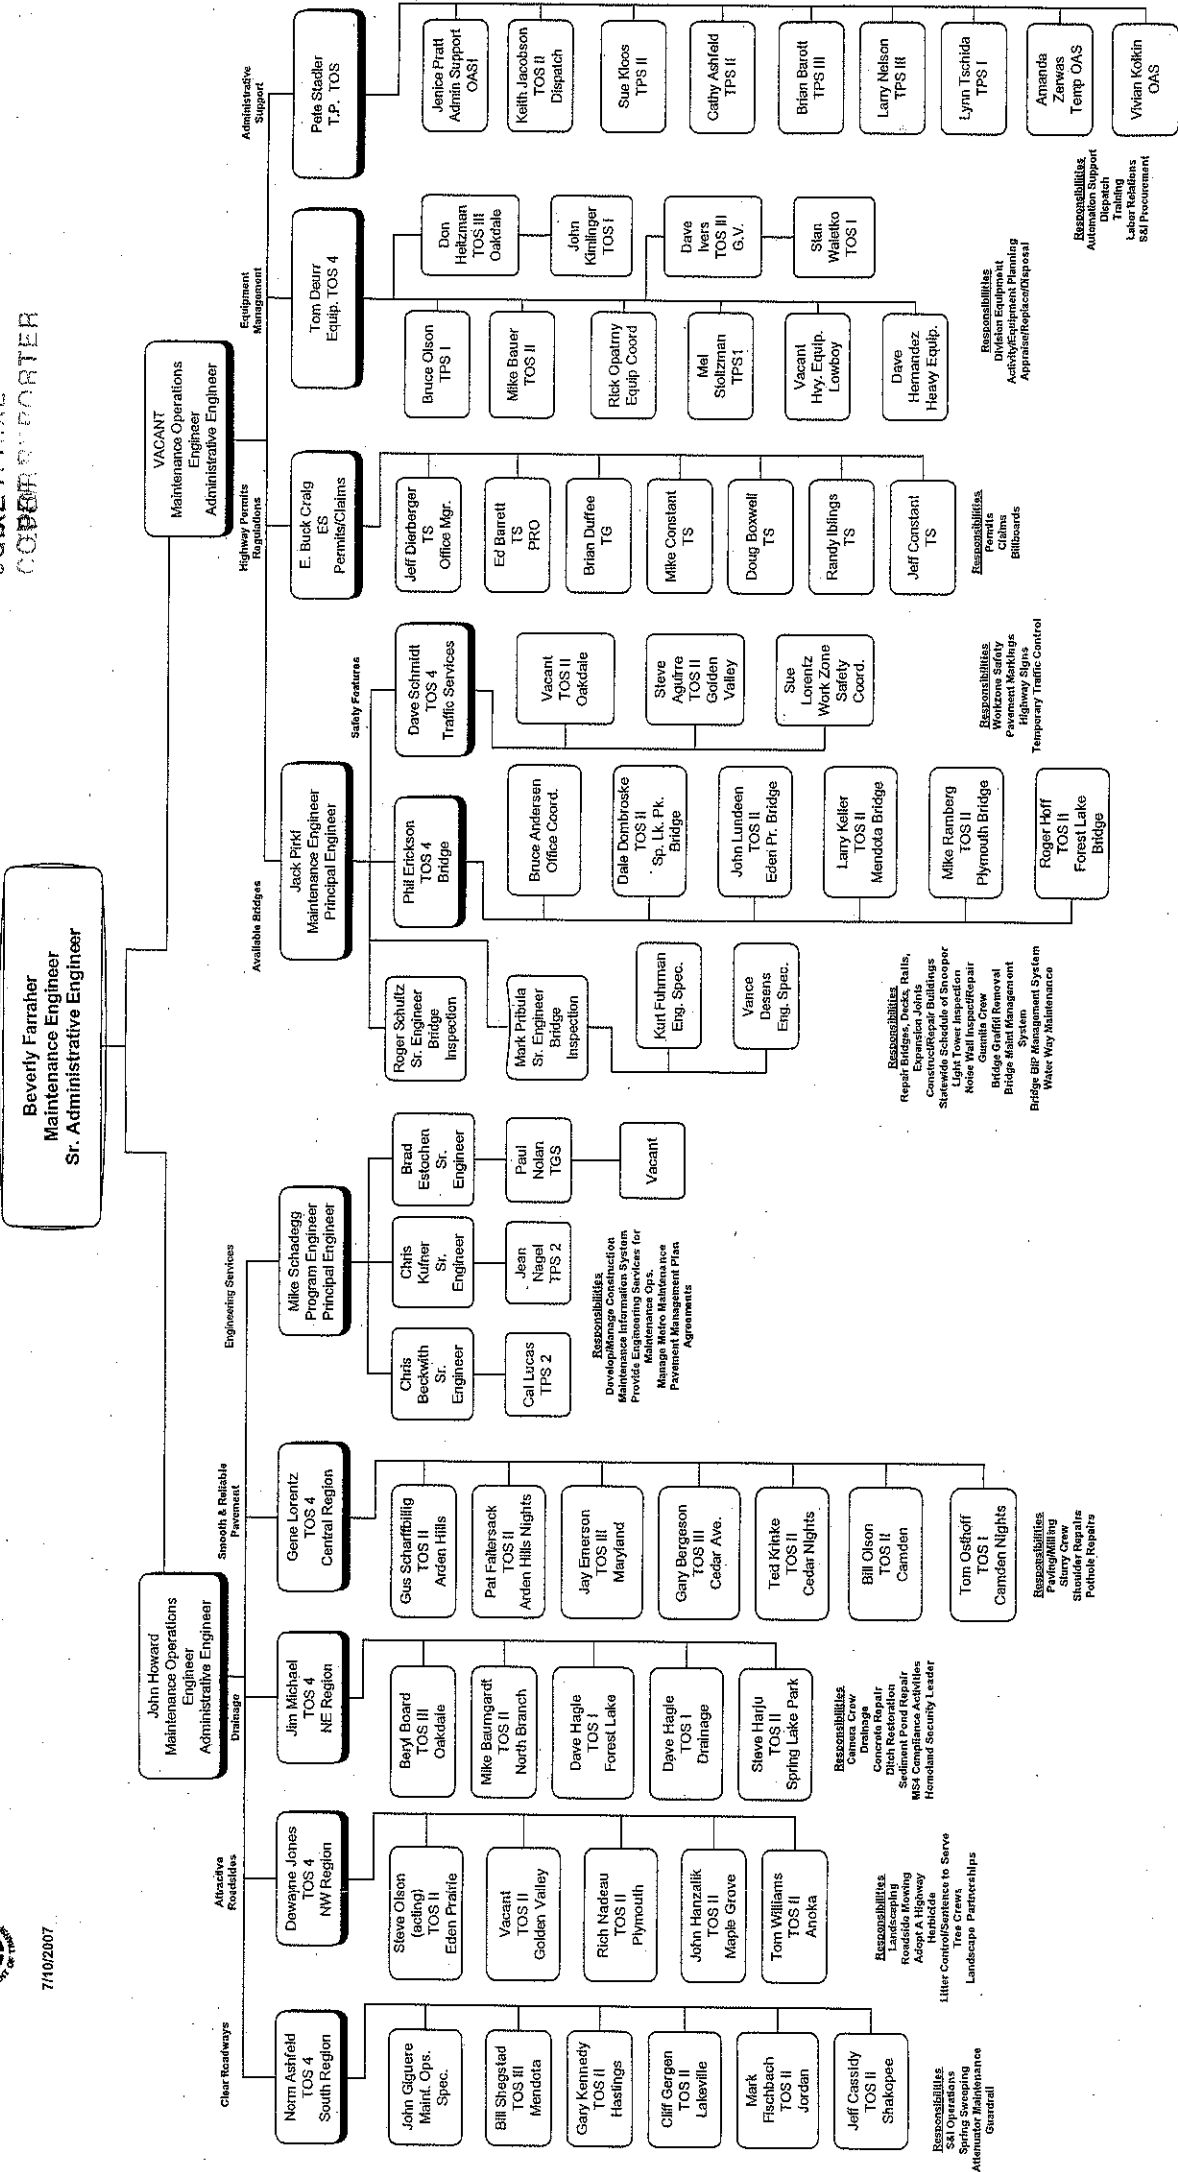 7/10/2007
Beverly Farraher
Maintenance Engineer
Sr. Administrative Engineer
John Howard
Maintenance Operations
Engineer
Administrative Engineer
VACANT
Maintenance Operations
Engineer
Administrative Engineer
Clear Roadways
Norm Ashfeld
TOS 4
South Region
John Giguere
Maint. Ops.
Spec.
Bill Shegstad
TOS III
Mendota
Gary Kennedy
TOS II
Hastings
Cliff Gergen
TOS II
Lakeville
Mark
Fischbach
TOS II
Jordan
Jeff Cassidy
TOS II
Shakopee
Responsibilities
S&I Operations
Spring Sweeping
Attenuator Maintenance
Guardrail
Attractive
Roadsides
Dewayne Jones
TOS 4
NW Region
Steve Olson
(acting)
TOS II
Eden Prairie
Vacant
TOS II
Golden Valley
Rich Nadeau
TOS II
Plymouth
John Hanzalik
TOS II
Maple Grove
Tom Williams
TOS II
Anoka
Responsibilities
Landscaping
Roadside Mowing
Adopt A Highway
Herbicide
Litter Control/Sentence to Serve
Tree Crews
Landscape Partnerships
Drainage
Jim Michael
TOS 4
NE Region
Beryl Board
TOS III
Oakdale
Mike Baumgardt
TOS II
North Branch
Dave Hagle
TOS I
Forest Lake
Dave Hagle
TOS I
Drainage
Steve Harju
TOS II
Spring Lake Park
Responsibilities
Camera Crew
Drainage
Concrete Repair
Ditch Restoration
Sediment Pond Repair
MS4 Compliance Activities
Homeland Security Leader
Smooth & Reliable
Pavement
Gene Lorentz
TOS 4
Central Region
Gus Scharffbillig
TOS II
Arden Hills
Pat Faltersack
TOS II
Arden Hills Nights
Jay Emerson
TOS III
Maryland
Gary Bergeson
TOS III
Cedar Ave.
Ted Krinke
TOS II
Cedar Nights
Bill Olson
TOS II
Camden
Tom Osthoff
TOS I
Camden Nights
Responsibilities
Paving/Milling
Slurry Crew
Shoulder Repairs
Pothole Repairs
Engineering Services
Mike Schadegg
Program Engineer
Principal Engineer
Chris
Beckwith
Sr.
Engineer
Cal Lucas
TPS 2
Chris
Kufner
Sr.
Engineer
Jean
Nagel
TPS 2
Brad
Estochen
Sr.
Engineer
Paul
Nolan
TGS
Vacant
Responsibilities
Develop/Manage Construction
Maintenance Information System
Provide Engineering Services for
Maintenance Ops.
Manage Metro Maintenance
Pavement Management Plan
Agreements
Available Bridges
Jack Pirkl
Maintenance Engineer
Principal Engineer
Roger Schultz
Sr. Engineer
Bridge
Inspection
Mark Pribula
Sr. Engineer
Bridge
Inspection
Kurt Fuhrman
Eng. Spec.
Vance
Desens
Eng. Spec.
Phil Erickson
TOS 4
Bridge
Bruce Andersen
Office Coord.
Dale Dombroske
TOS II
Sp. Lk. Pk.
Bridge
John Lundeen
TOS II
Eden Pr. Bridge
Larry Keller
TOS II
Mendota Bridge
Mike Ramberg
TOS II
Plymouth Bridge
Roger Hoff
TOS II
Forest Lake
Bridge
Responsibilities
Repair Bridges, Decks, Rails,
Expansion Joints
Construct/Repair Buildings
Statewide Schedule of Snooper
Light Tower Inspection
Noise Wall Inspect/Repair
Gunnite Crew
Bridge Graffiti Removal
Bridge Maint Management
System
Bridge BIP Management System
Water Way Maintenance
Safety Features
Dave Schmidt
TOS 4
Traffic Services
Vacant
TOS II
Oakdale
Steve
Aguirre
TOS II
Golden
Valley
Sue
Lorentz
Work Zone
Safety
Coord.
Responsibilities
Workzone Safety
Pavement Markings
Highway Signs
Temporary Traffic Control
Highway Permits
Regulations
E. Buck Craig
ES
Permits/Claims
Jeff Dierberger
TS
Office Mgr.
Ed Barrett
TS
PRO
Brian Duffee
TG
Mike Constant
TS
Doug Boxwell
TS
Randy Iblings
TS
Jeff Constant
TS
Responsibilities
Permits
Claims
Billboards
Equipment
Management
Tom Deurr
Equip. TOS 4
Bruce Olson
TPS I
Mike Bauer
TOS II
Rick Opatrny
Equip Coord
Mel
Stoltzman
TPS1
Vacant
Hvy. Equip.
Lowboy
Dave
Hernandez
Heavy Equip.
Don
Heitzman
TOS III
Oakdale
John
Kimlinger
TOS I
Dave
Ivers
TOS III
G.V.
Stan
Waletko
TOS I
Responsibilities
Division Equipment
Activity/Equipment Planning
Appraise/Replace/Disposal
Administrative
Support
Pete Stadler
T.P. TOS
Jenice Pratt
Admin Support
OASI
Keith Jacobson
TOS II
Dispatch
Sue Kloos
TPS II
Cathy Ashfeld
TPS II
Brian Barott
TPS III
Larry Nelson
TPS III
Lynn Tschida
TPS I
Amanda
Zerwas
Temp OAS
Vivian Kolkin
OAS
Responsibilities
Automation Support
Dispatch
Training
Labor Relations
S&I Procurement